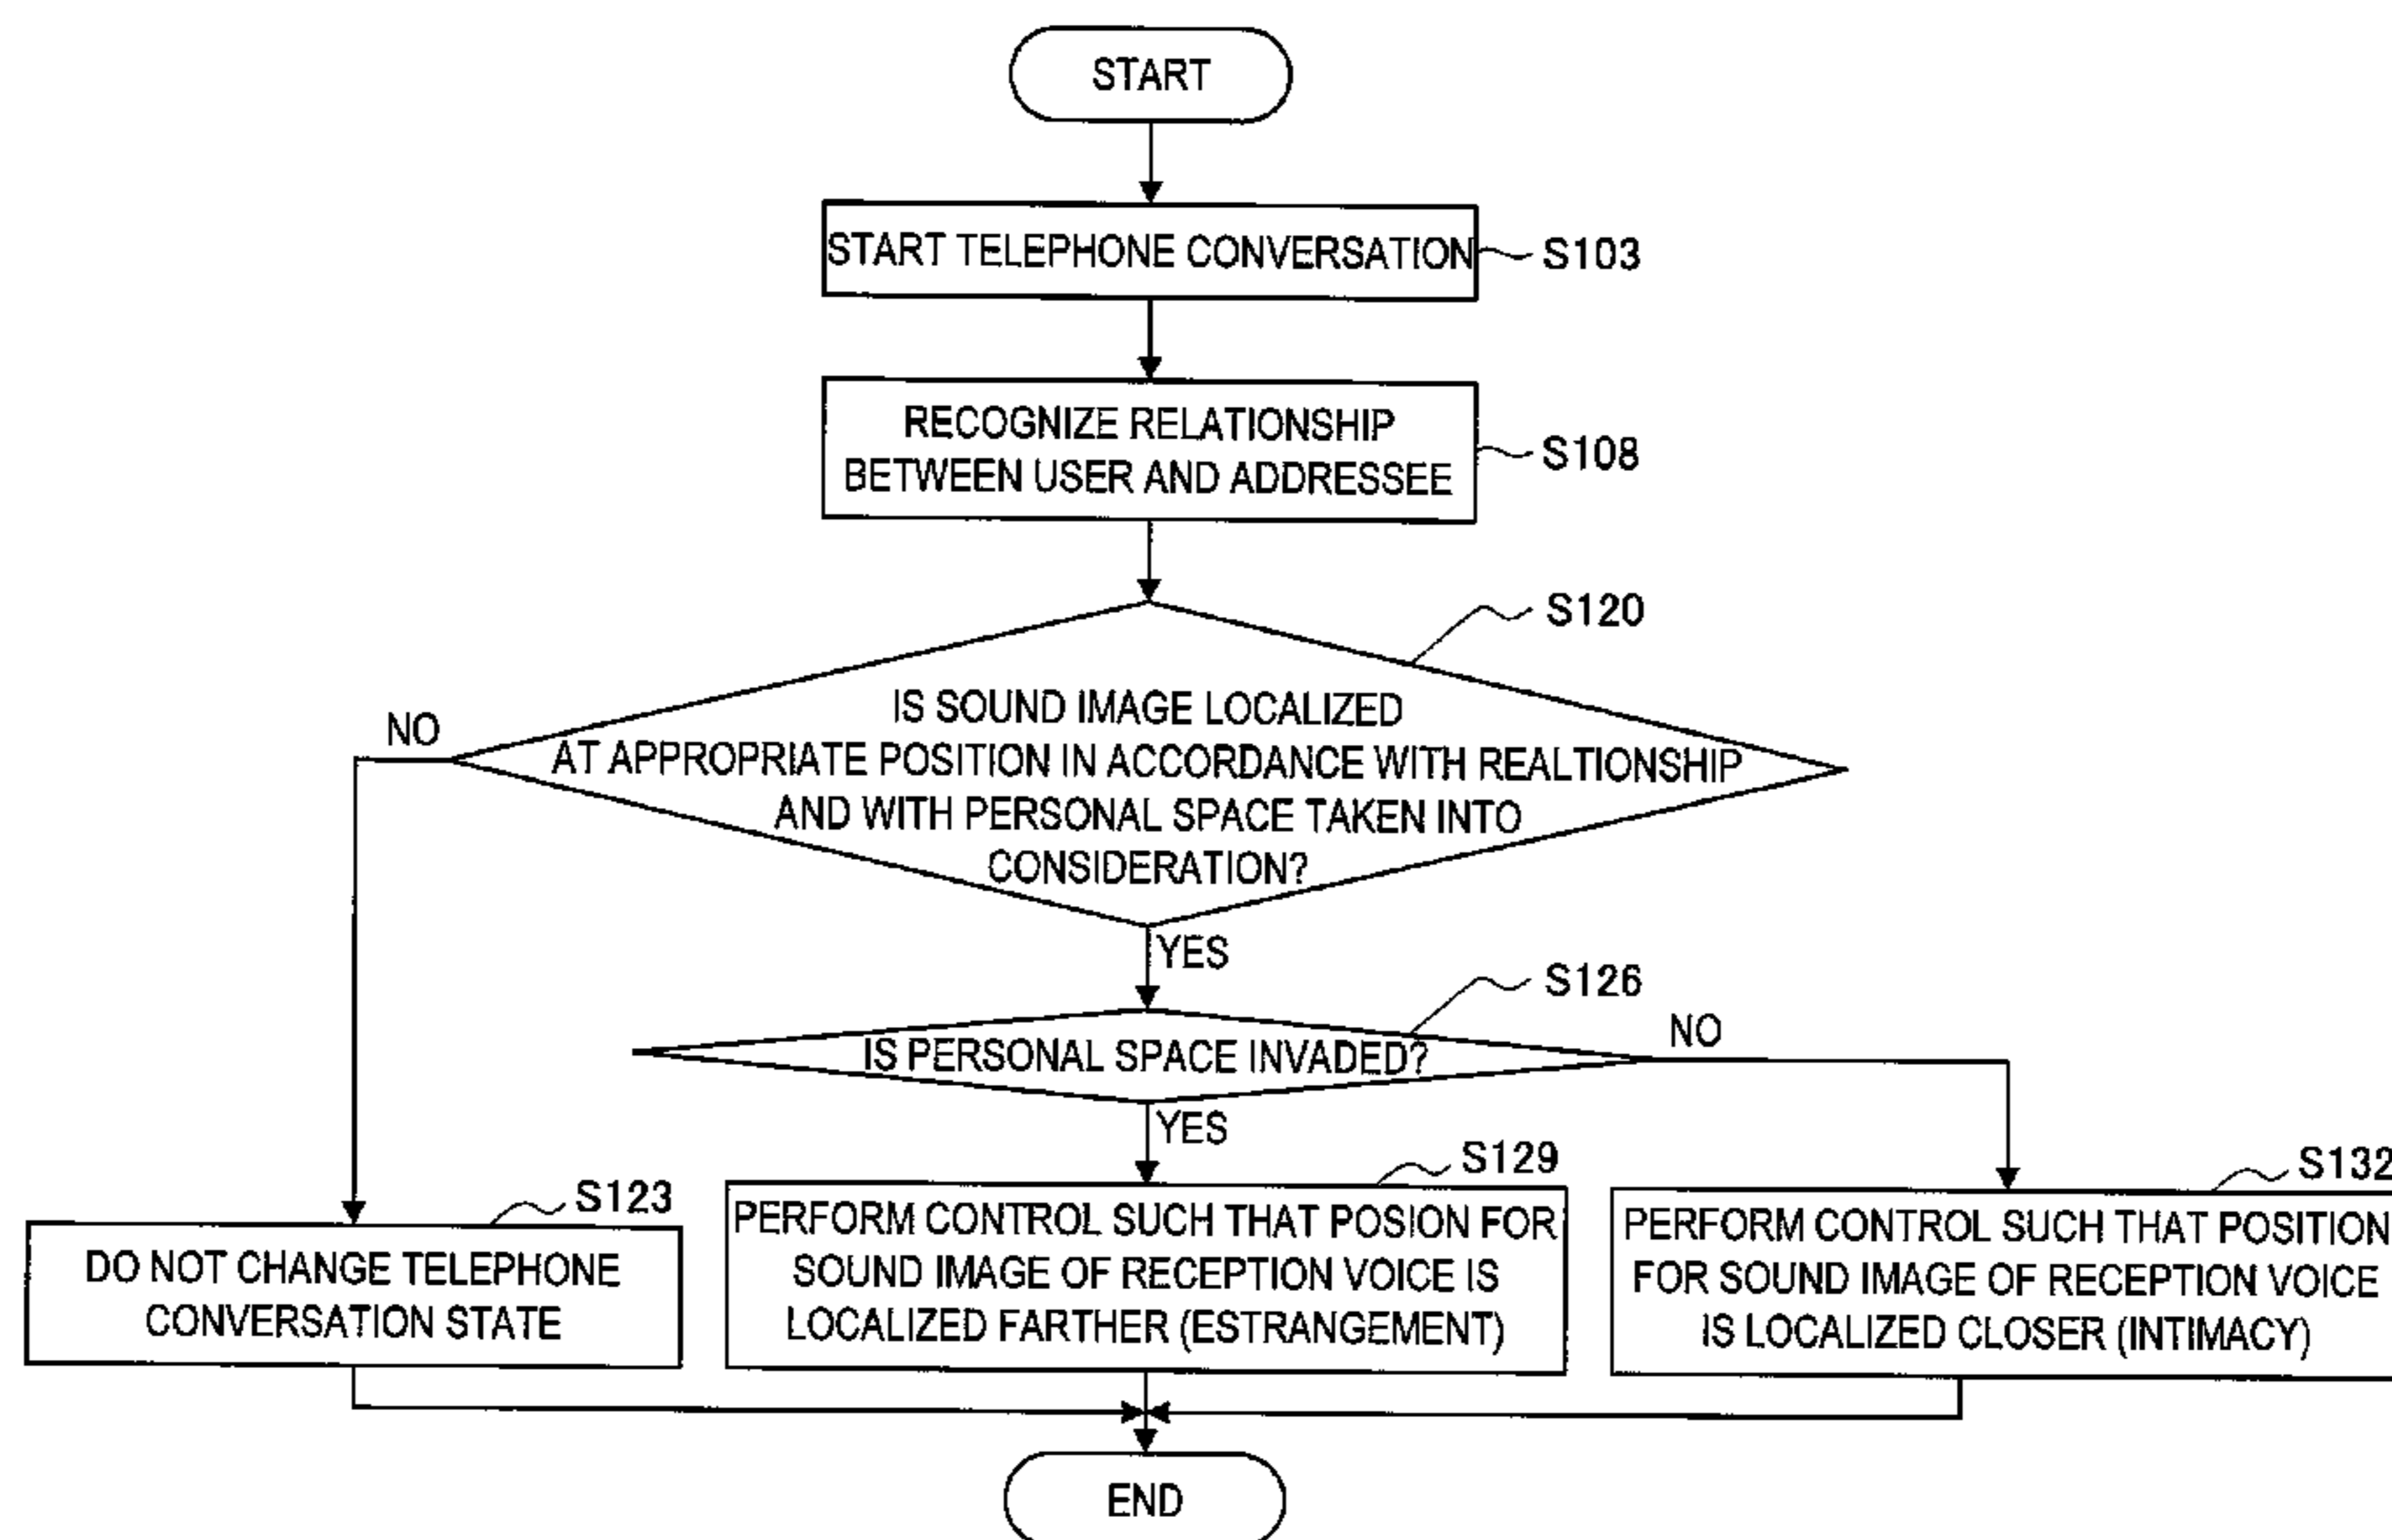 START
START TELEPHONE CONVERSATION
S103
RECOGNIZE RELATIONSHIP
BETWEEN USER AND ADDRESSEE
S108
S120
IS SOUND IMAGE LOCALIZED
AT APPROPRIATE POSITION IN ACCORDANCE WITH REALTIONSHIP
AND WITH PERSONAL SPACE TAKEN INTO
CONSIDERATION?
NO
YES
S126
IS PERSONAL SPACE INVADED?
NO
YES
S123
DO NOT CHANGE TELEPHONE
CONVERSATION STATE
S129
PERFORM CONTROL SUCH THAT POSION FOR
SOUND IMAGE OF RECEPTION VOICE IS
LOCALIZED FARTHER (ESTRANGEMENT)
S132
PERFORM CONTROL SUCH THAT POSITION
FOR SOUND IMAGE OF RECEPTION VOICE
IS LOCALIZED CLOSER (INTIMACY)
END